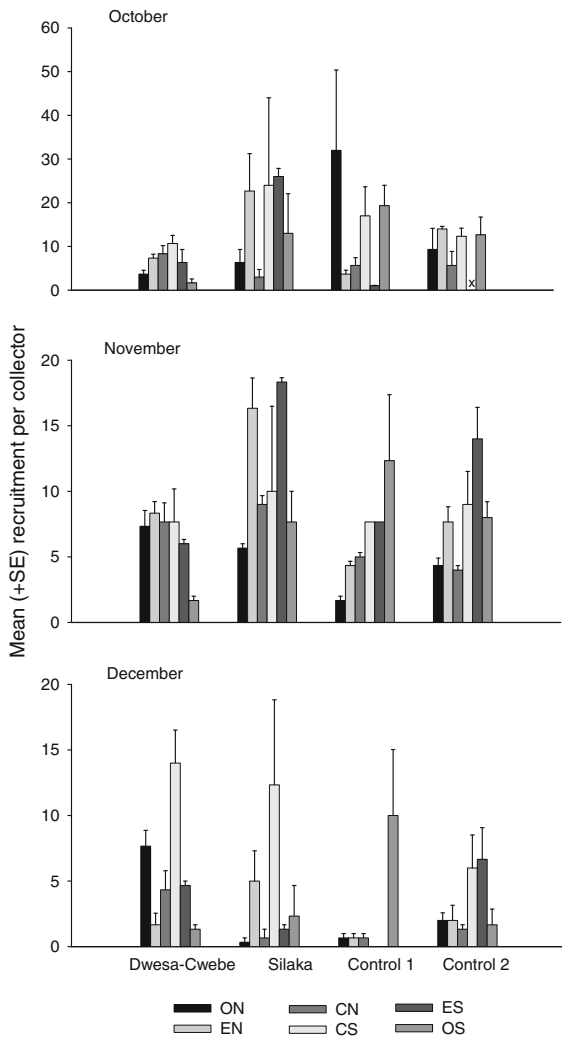 October
60
50
40
30
20
10
0
x
November
20
15
10
5
0
Mean (+SE) recruitment per collector
December
20
15
10
5
0
Dwesa-Cwebe Silaka Control 1 Control 2
ON CN ES
EN CS OS